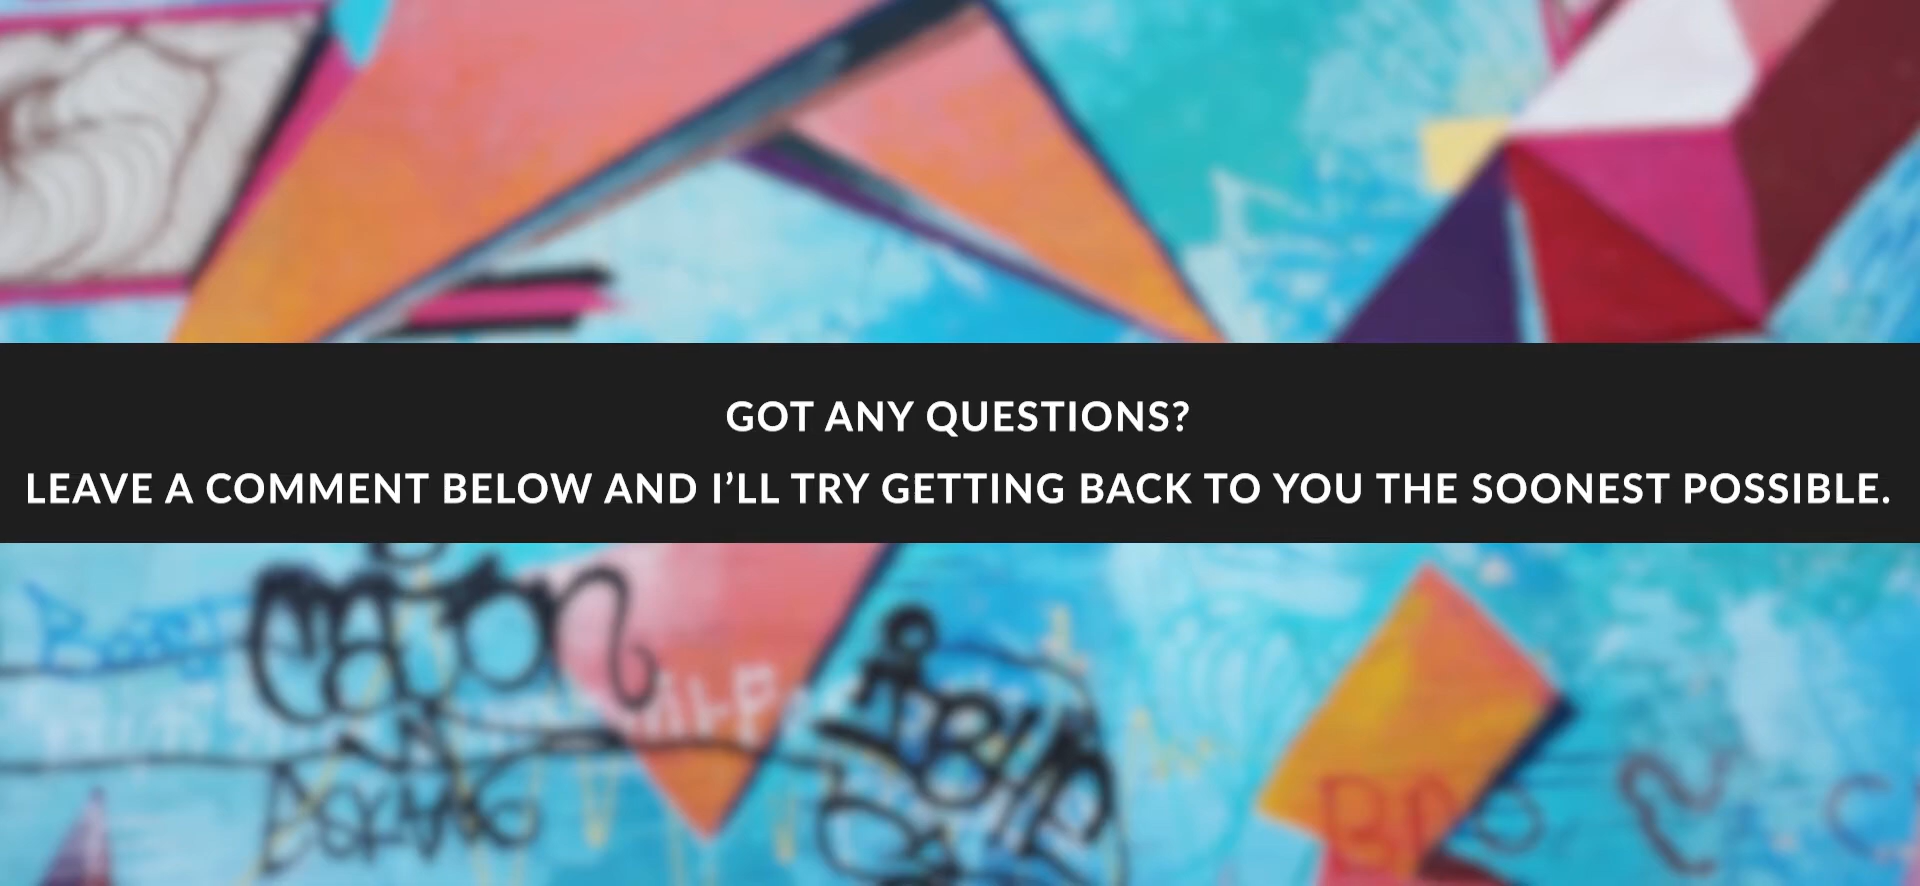 GOT ANY QUESTIONS?
LEAVE A COMMENT BELOW AND I’LL TRY GETTING BACK TO YOU THE SOONEST POSSIBLE.